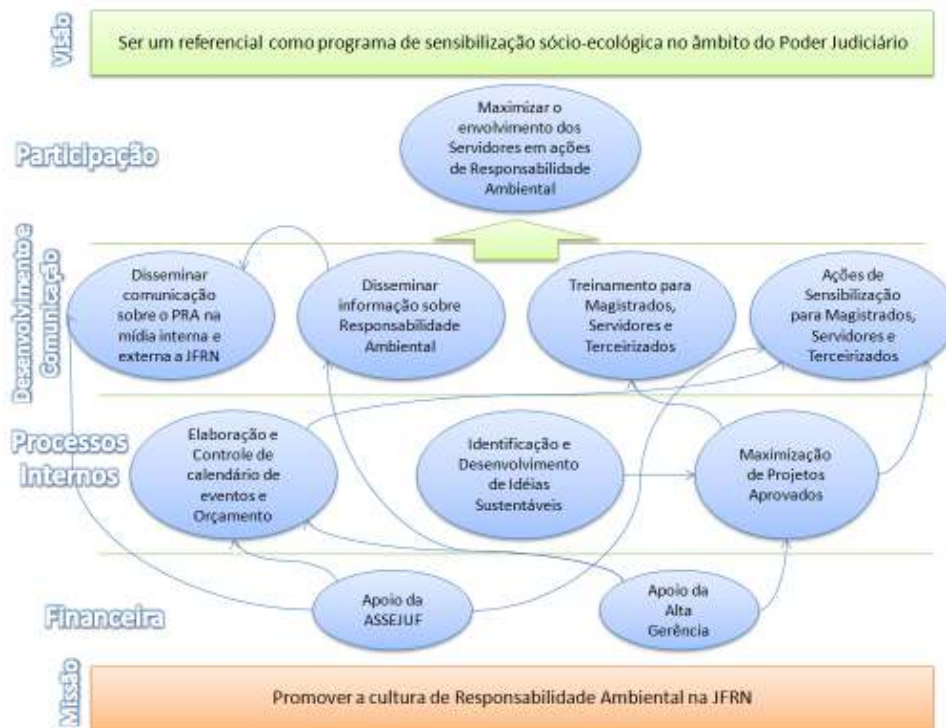 Visão
Ser um referencial como programa de sensibilização sócio-ecológica no âmbito do Poder Judiciário
Participação
Maximizar o
envolvimento dos
Servidores em ações
de Responsabilidade
Ambiental
Desenvolvimento e
Comunicação
Disseminar
comunicação
sobre o PRA na
mídia interna e
externa a JFRN
Disseminar
informação sobre
Responsabilidade
Ambiental
Treinamento para
Magistrados,
Servidores e
Terceirizados
Ações de
Sensibilização
para Magistrados,
Servidores e
Terceirizados
Processos
Internos
Elaboração e
Controle de
calendário de
eventos e
Orçamento
Identificação e
Desenvolvimento
de Idéias
Sustentáveis
Maximização
de Projetos
Aprovados
Financeira
Apoio da
ASSEJUF
Apoio da
Alta
Gerência
Missão
Promover a cultura de Responsabilidade Ambiental na JFRN